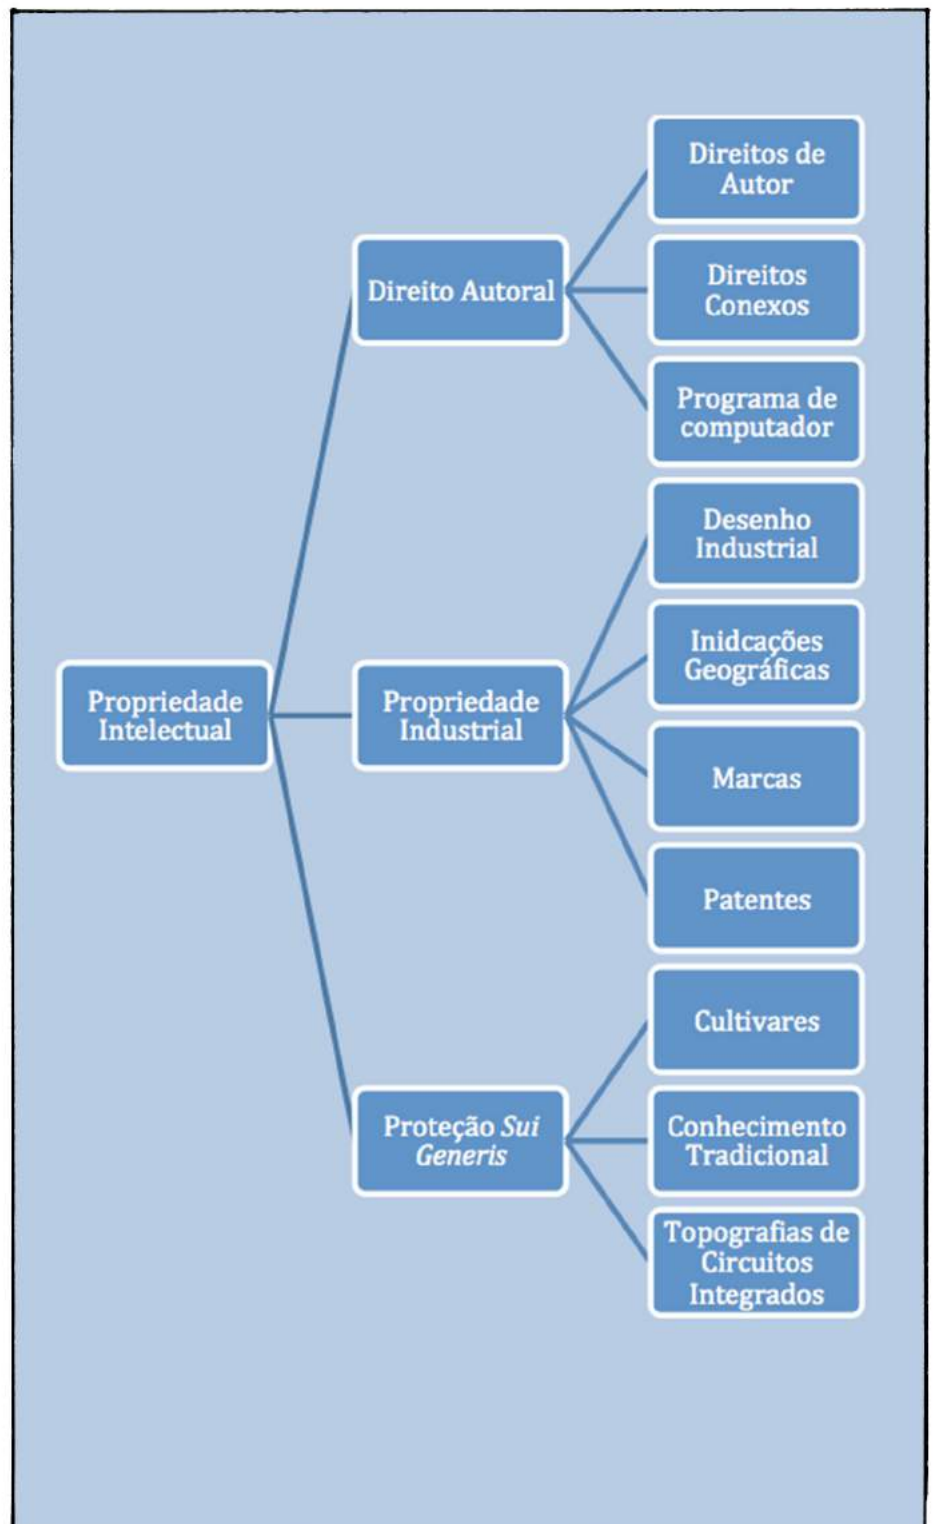 Propriedade
Intelectual
Direito Autoral
Direitos de
Autor
Direitos
Conexos
Programa de
computador
Propriedade
Industrial
Desenho
Industrial
Inidcações
Geográficas
Marcas
Patentes
Proteção Sui
Generis
Cultivares
Conhecimento
Tradicional
Topografias de
Circuitos
Integrados